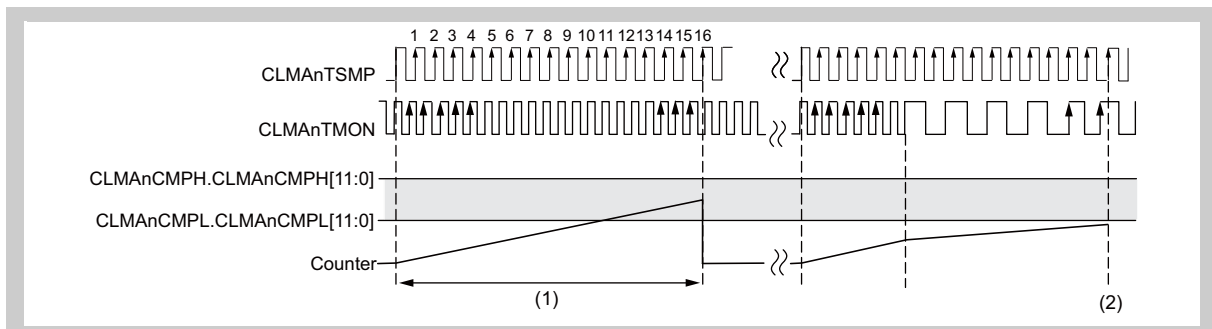 1 2 3 4 5 6 7 8 9 10 11 12 13 14 15 16
CLMAnTSMP
CLMAnTMON
CLMAnCMPH.CLMAnCMPH[11:0]
CLMAnCMPL.CLMAnCMPL[11:0]
Counter
(1)
(2)